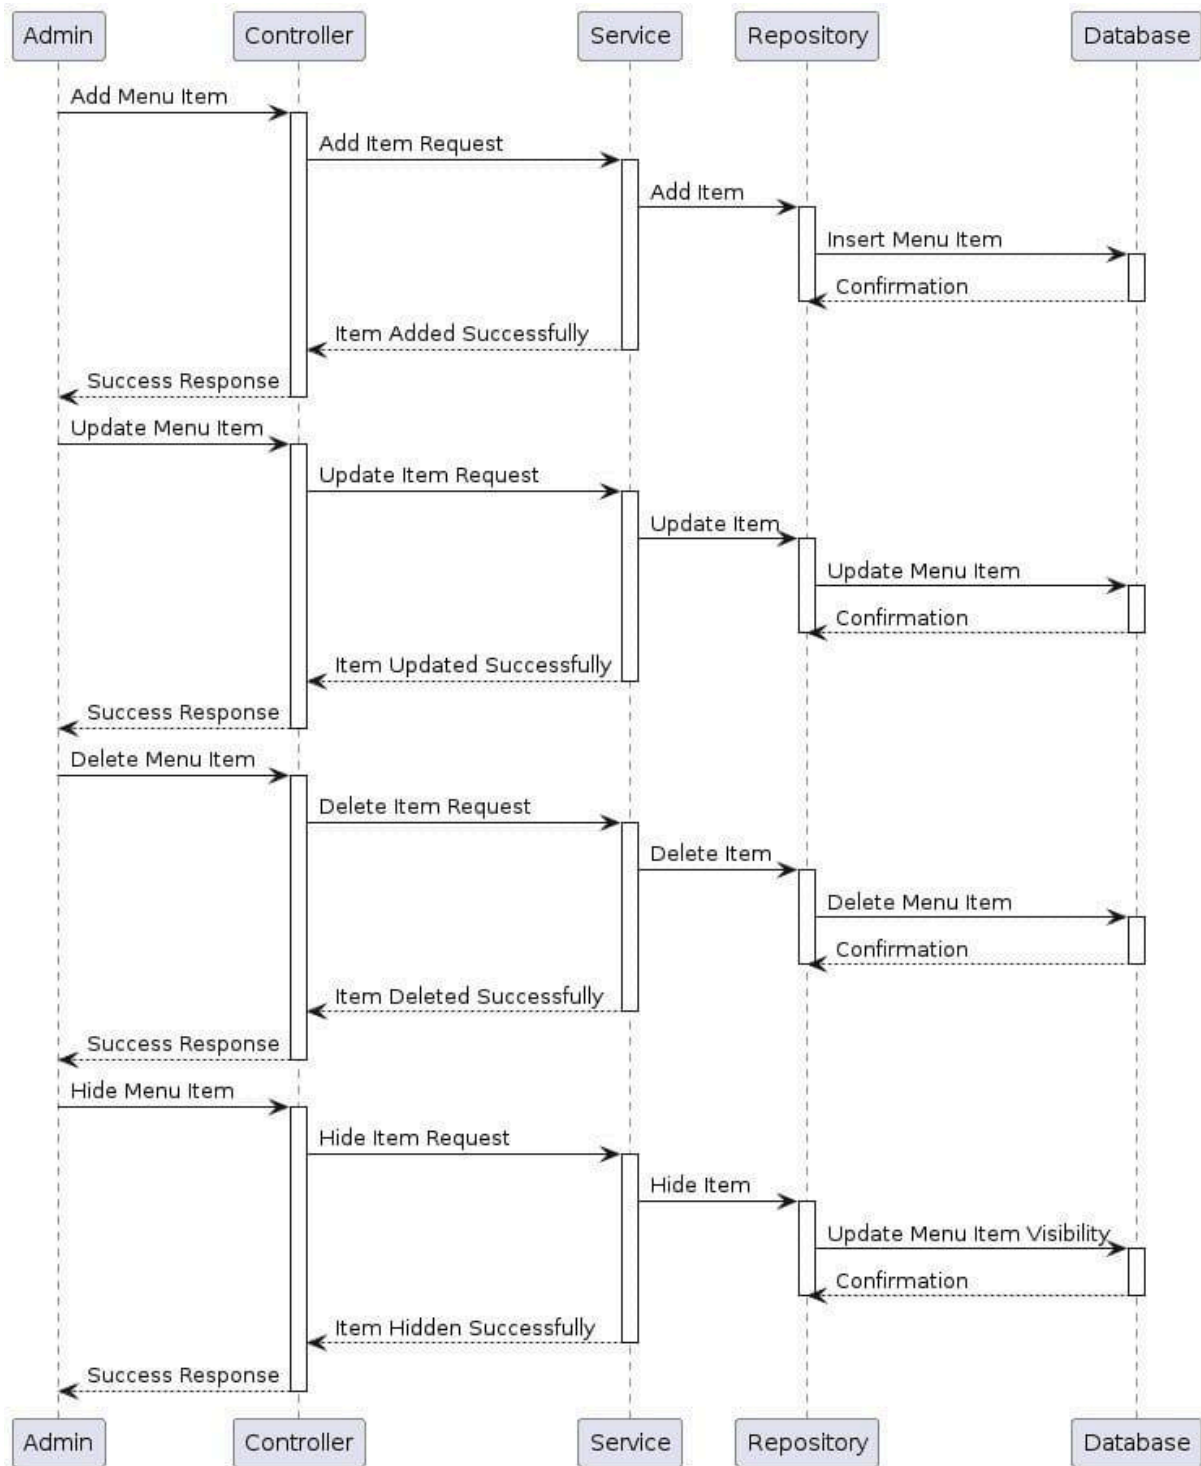 Admin
Controller
Service
Repository
Database
Add Menu Item
Add Item Request
Add Item
Insert Menu Item
Confirmation
Item Added Successfully
Success Response
Update Menu Item
Update Item Request
Update Item
Update Menu Item
Confirmation
Item Updated Successfully
Success Response
Delete Menu Item
Delete Item Request
Delete Item
Delete Menu Item
Confirmation
Item Deleted Successfully
Success Response
Hide Menu Item
Hide Item Request
Hide Item
Update Menu Item Visibility
Confirmation
Item Hidden Successfully
Success Response
Admin
Controller
Service
Repository
Database